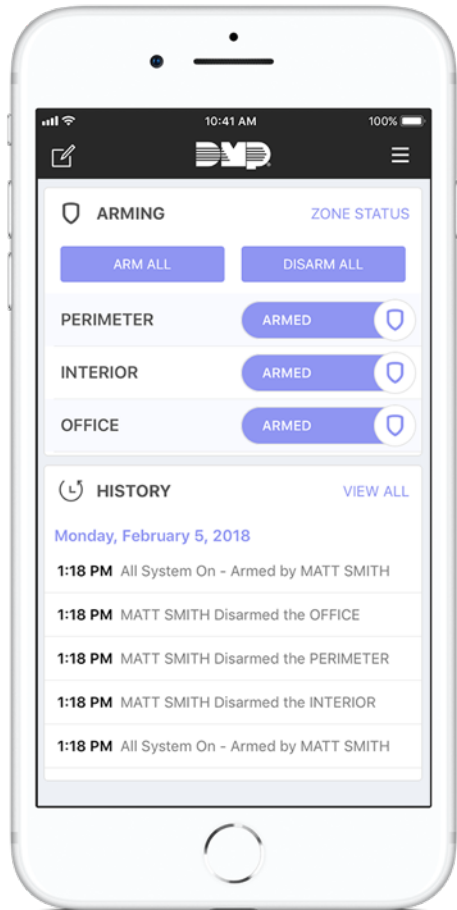 10:41 AM 100%
DMP
ARMING ZONE STATUS
ARM ALL DISARM ALL
PERIMETER ARMED
INTERIOR ARMED
OFFICE ARMED
HISTORY VIEW ALL
Monday, February 5, 2018
1:18 PM All System On - Armed by MATT SMITH
1:18 PM MATT SMITH Disarmed the OFFICE
1:18 PM MATT SMITH Disarmed the PERIMETER
1:18 PM MATT SMITH Disarmed the INTERIOR
1:18 PM All System On - Armed by MATT SMITH